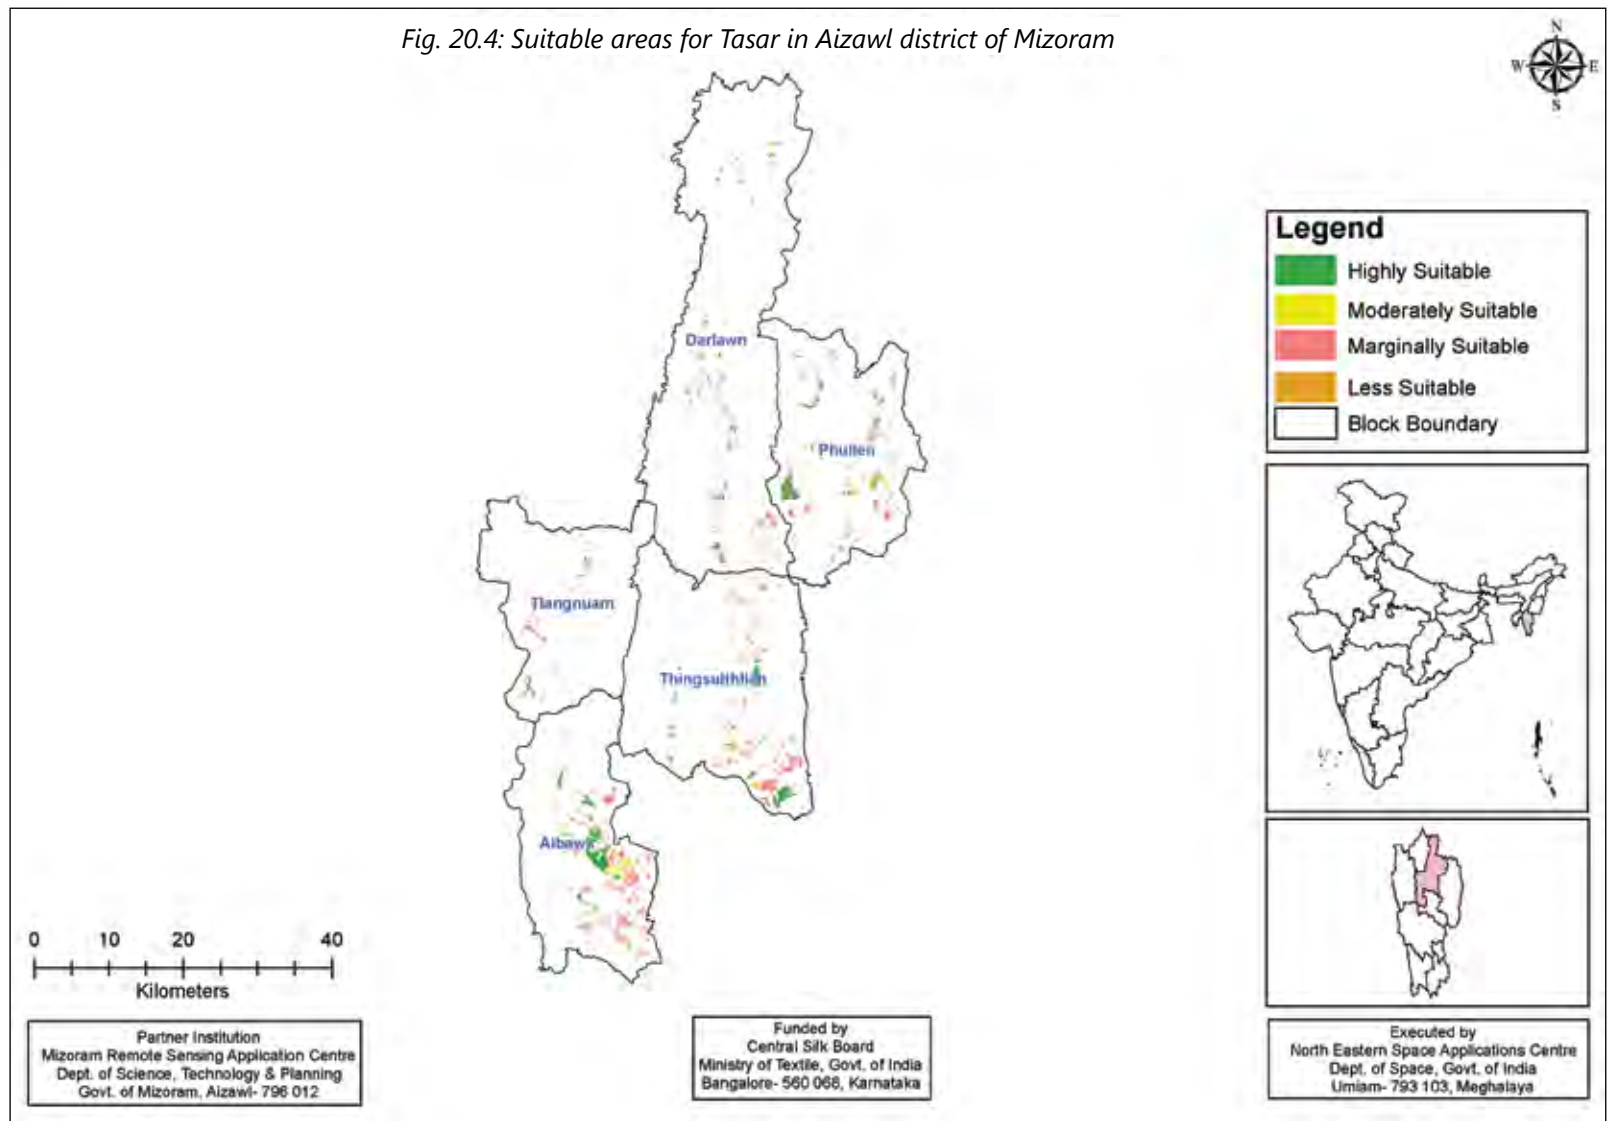 Fig. 20.4: Suitable areas for Tasar in Aizawl district of Mizoram
N
W E
S
Legend
Highly Suitable
Moderately Suitable
Marginally Suitable
Less Suitable
Block Boundary
Darlawn
Phullen
Tlangnuam
Thingsulthliah
Aibawk
0 10 20 40
Kilometers
Partner Institution
Mizoram Remote Sensing Application Centre
Dept. of Science, Technology & Planning
Govt. of Mizoram, Aizawl- 796 012
Funded by
Central Silk Board
Ministry of Textile, Govt. of India
Bangalore- 560 068, Karnataka
Executed by
North Eastern Space Applications Centre
Dept. of Space, Govt. of India
Umiam- 793 103, Meghalaya